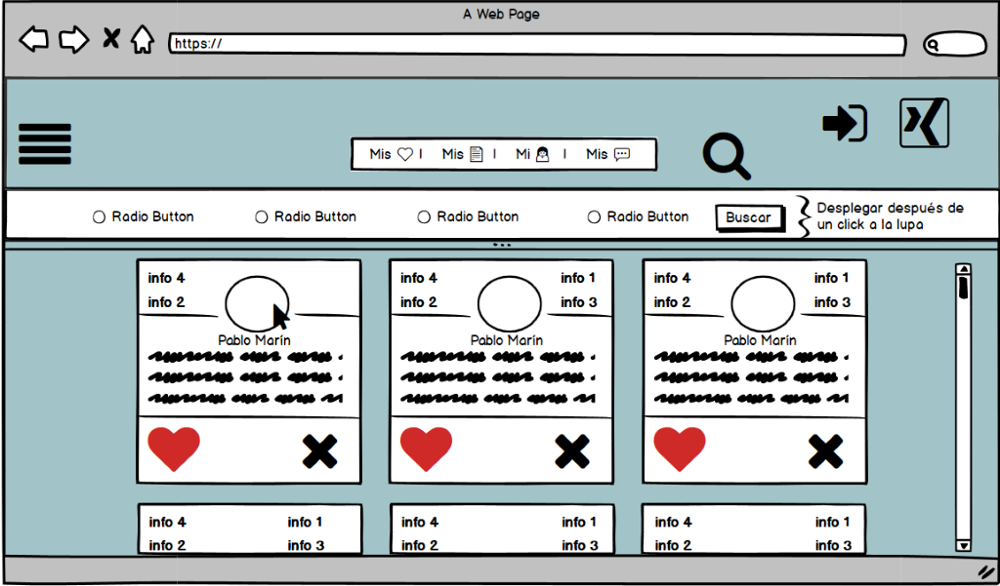 A Web Page
https://
Mis | Mis | Mi | Mis
Radio Button Radio Button Radio Button Radio Button Buscar
Desplegar después de
un click a la lupa
info 4
info 2
Pablo Marín
info 4 info 1
info 2 info 3
Pablo Marín
info 4 info 1
info 2 info 3
Pablo Marín
info 4 info 1
info 2 info 3
info 4 info 1
info 2 info 3
info 4 info 1
info 2 info 3